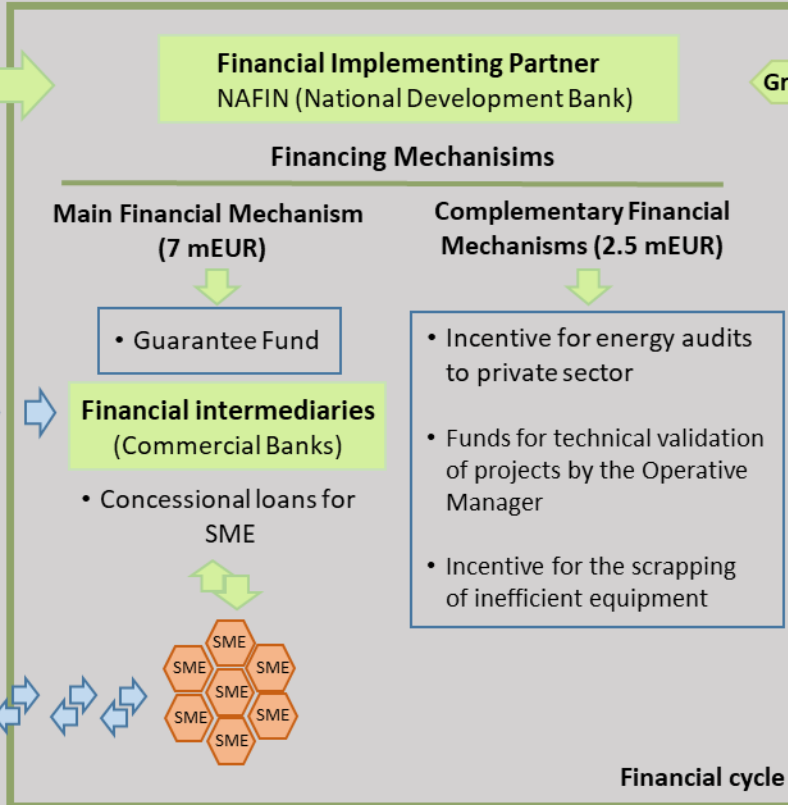 Financial Implementing Partner
NAFIN (National Development Bank)
Gr
Financing Mechanisims
Main Financial Mechanism
(7 mEUR)
Complementary Financial
Mechanisms (2.5 mEUR)
• Guarantee Fund
Financial intermediaries
(Commercial Banks)
• Concessional loans for
SME
• Incentive for energy audits
to private sector
• Funds for technical validation
of projects by the Operative
Manager
• Incentive for the scrapping
of inefficient equipment
SME
SME
SME
SME
SME
SME
SME
Financial cycle